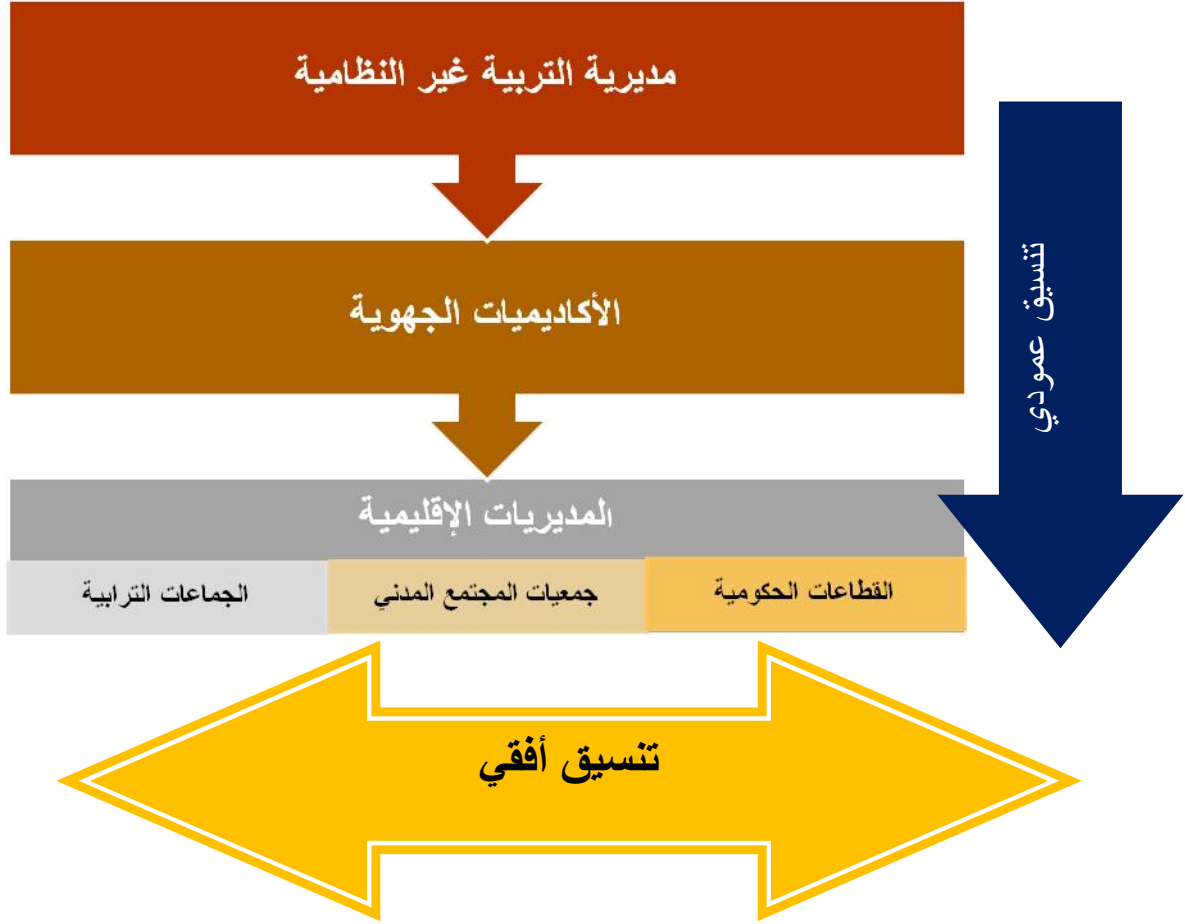 مديرية التربية غير النظامية
الأكاديميات الجهوية
المديريات الإقليمية
القطاعات الحكومية
جمعيات المجتمع المدني
الجماعات الترابية
تنسيق عمودي
تنسيق أفقي